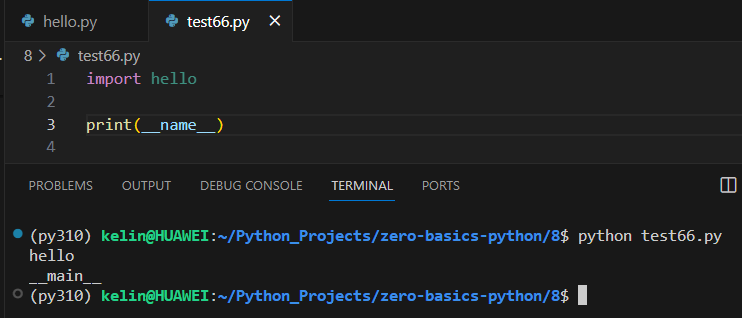 hello.py test66.py
8 > test66.py
1 import hello
2
3 print(__name__)
4
PROBLEMS OUTPUT DEBUG CONSOLE TERMINAL PORTS
(py310) kelin@HUAWEI:~/Python_Projects/zero-basics-python/8$ python test66.py
hello
__main__
(py310) kelin@HUAWEI:~/Python_Projects/zero-basics-python/8$